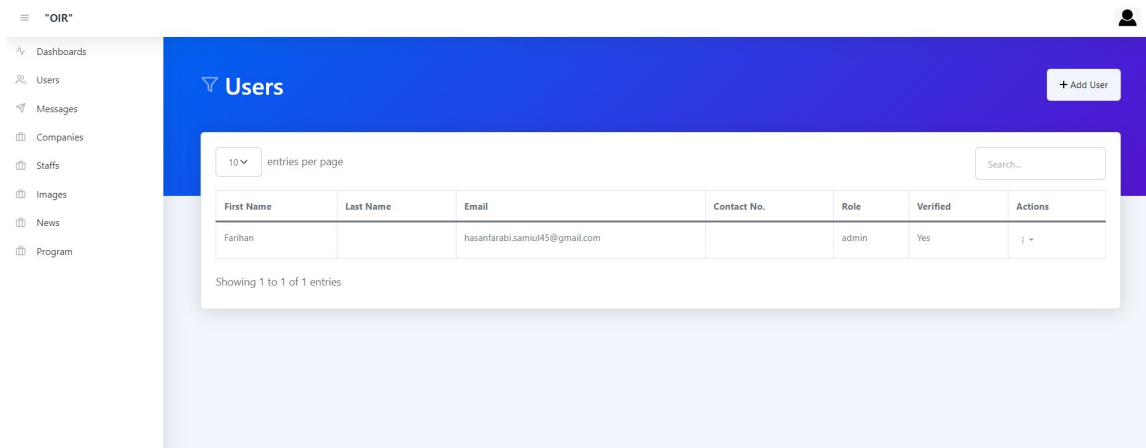 "OIR"
Dashboards
Users
Messages
Companies
Staffs
Images
News
Program
Users
+ Add User
10 entries per page
Search...
First Name Last Name Email Contact No. Role Verified Actions
Farihan hasanfarabi.samiul45@gmail.com admin Yes
Showing 1 to 1 of 1 entries